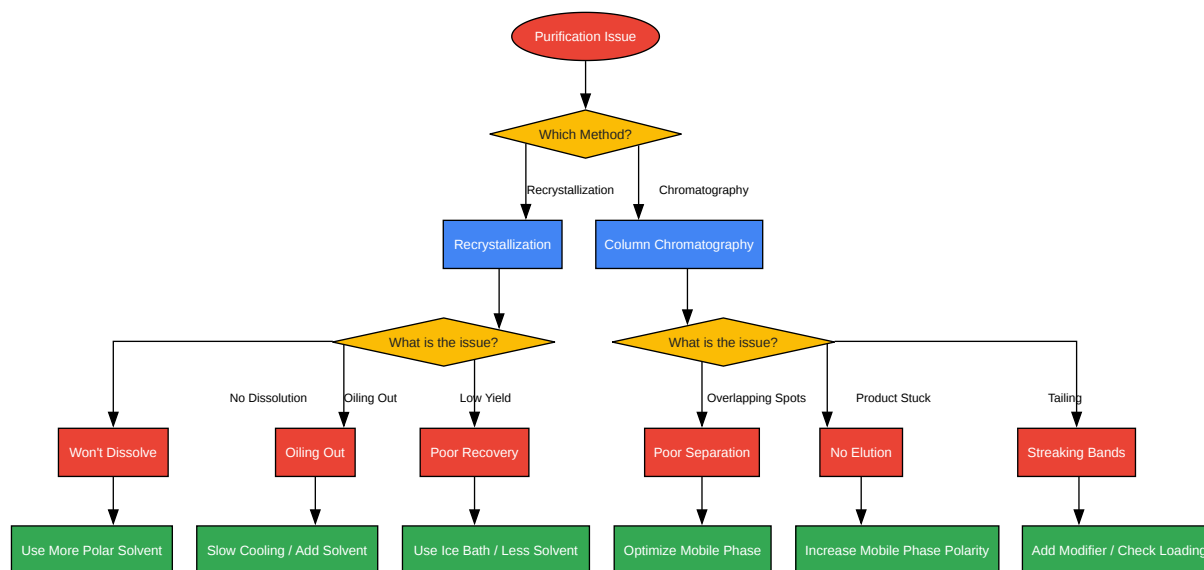 Purification Issue
Which Method?
Recrystallization
Chromatography
Recrystallization
Column Chromatography
What is the issue?
What is the issue?
No Dissolution
Oiling Out
Low Yield
Overlapping Spots
Product Stuck
Tailing
Won't Dissolve
Oiling Out
Poor Recovery
Poor Separation
No Elution
Streaking Bands
Use More Polar Solvent
Slow Cooling / Add Solvent
Use Ice Bath / Less Solvent
Optimize Mobile Phase
Increase Mobile Phase Polarity
Add Modifier / Check Loading